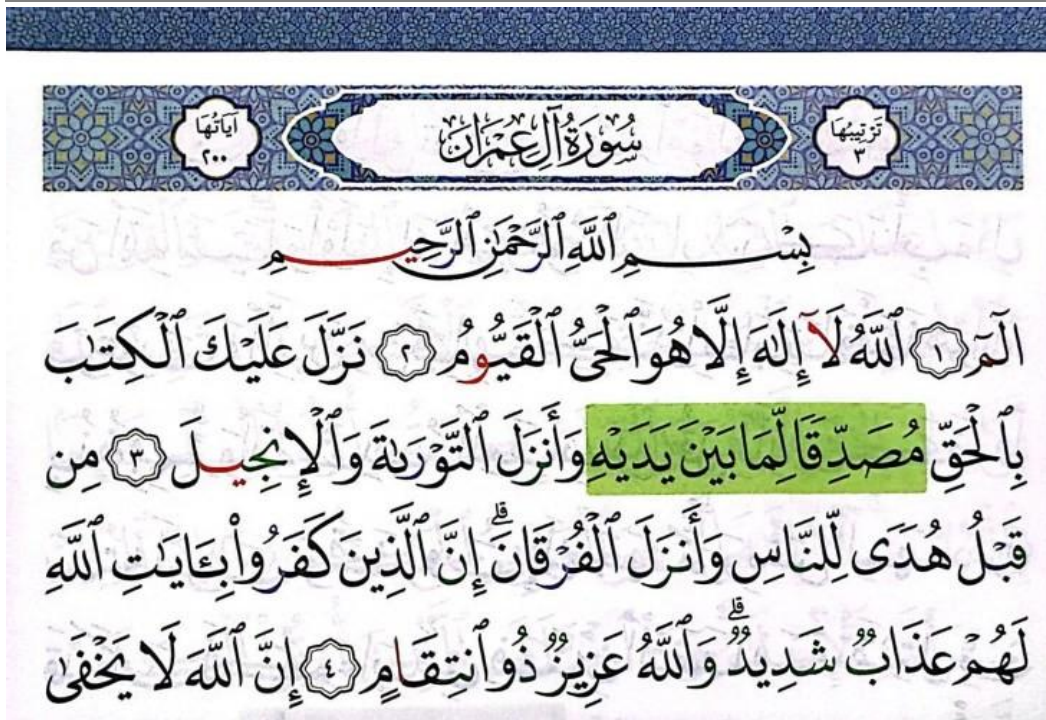 تَرْتِيبُهَا ٣
سُورَةُ آلِ عِمْرَانَ
آيَاتُهَا ٢٠٠
بِسْمِ ٱللَّهِ ٱلرَّحْمَٰنِ ٱلرَّحِيمِ
الٓمٓ ١ ٱللَّهُ لَآ إِلَٰهَ إِلَّا هُوَ ٱلْحَىُّ ٱلْقَيُّومُ ٢ نَزَّلَ عَلَيْكَ ٱلْكِتَٰبَ
بِٱلْحَقِّ مُصَدِّقًا لِّمَا بَيْنَ يَدَيْهِ وَأَنزَلَ ٱلتَّوْرَىٰةَ وَٱلْإِنجِيلَ ٣ مِن
قَبْلُ هُدًى لِّلنَّاسِ وَأَنزَلَ ٱلْفُرْقَانَ ۗ إِنَّ ٱلَّذِينَ كَفَرُوا۟ بِـَٔايَٰتِ ٱللَّهِ
لَهُمْ عَذَابٌ شَدِيدٌ ۗ وَٱللَّهُ عَزِيزٌ ذُو ٱنتِقَامٍ ٤ إِنَّ ٱللَّهَ لَا يَخْفَىٰ